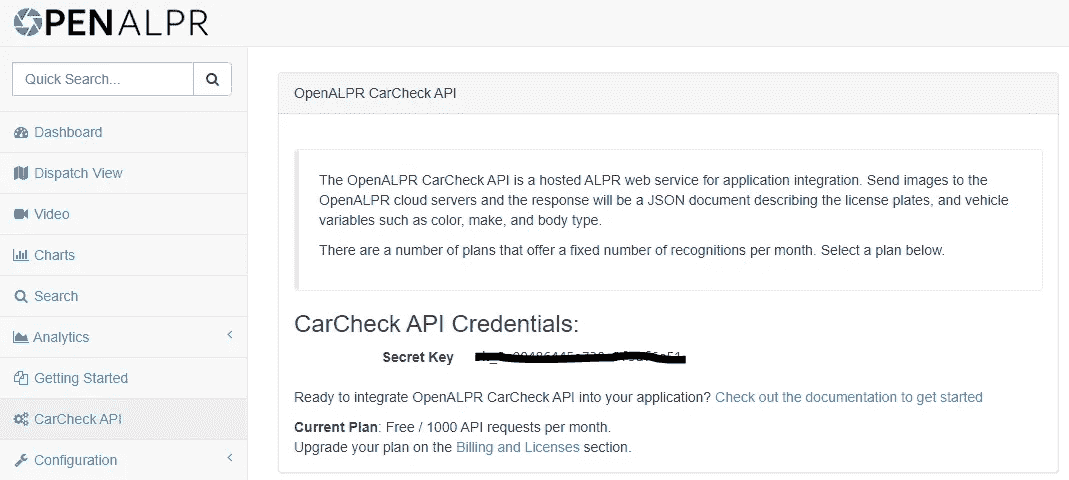 OPENALPR
Quick Search...
Dashboard
Dispatch View
Video
Charts
Search
Analytics
Getting Started
CarCheck API
Configuration
OpenALPR CarCheck API
The OpenALPR CarCheck API is a hosted ALPR web service for application integration. Send images to the
OpenALPR cloud servers and the response will be a JSON document describing the license plates, and vehicle
variables such as color, make, and body type.
There are a number of plans that offer a fixed number of recognitions per month. Select a plan below.
CarCheck API Credentials:
Secret Key
Ready to integrate OpenALPR CarCheck API into your application? Check out the documentation to get started
Current Plan: Free / 1000 API requests per month.
Upgrade your plan on the Billing and Licenses section.